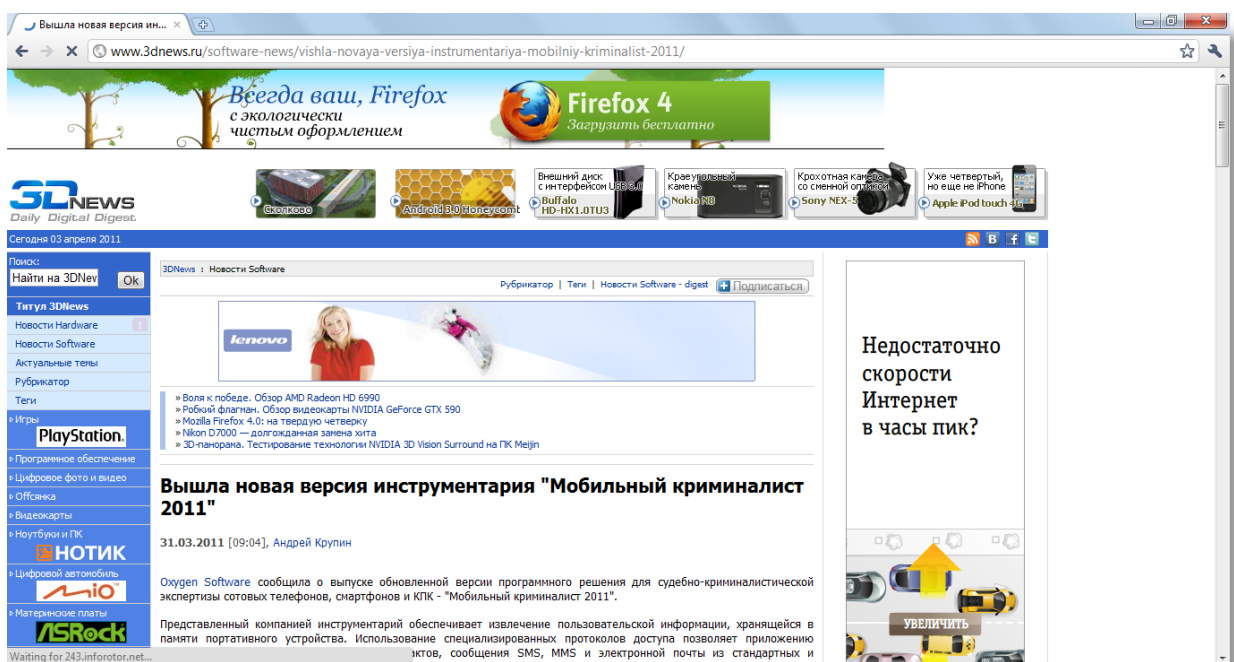 Вышла новая версия ин...
www.3dnews.ru/software-news/vishla-novaya-versiya-instrumentariya-mobilniy-kriminalist-2011/
Всегда ваш, Firefox
с экологически
чистым оформлением
Firefox 4
Загрузить бесплатно
3DNEWS
Daily Digital Digest
Сколково
Android 3.0 Honeycomb
Внешний диск
с интерфейсом USB 3.0
Buffalo
HD-HX1.0TU3
Краеугольный
камень
Nokia N8
Крохотная камера
со сменной оптикой
Sony NEX-5
Уже четвертый,
но еще не iPhone
Apple iPod touch 4G
Сегодня 03 апреля 2011
Поиск:
Найти на 3DNev
Ok
Титул 3DNews
Новости Hardware
Новости Software
Актуальные темы
Рубрикатор
Теги
Игры
PlayStation.
Программное обеспечение
Цифровое фото и видео
Offсянка
Видеокарты
Ноутбуки и ПК
НОТИК
Цифровой автомобиль
Mio
Материнские платы
ASRock
Waiting for 243.inforotor.net...
3DNews : Новости Software
Рубрикатор | Теги | Новости Software - digest Подписаться
lenovo
» Воля к победе. Обзор AMD Radeon HD 6990
» Робкий флагман. Обзор видеокарты NVIDIA GeForce GTX 590
» Mozilla Firefox 4.0: на твердую четверку
» Nikon D7000 — долгожданная замена хита
» 3D-панорама. Тестирование технологии NVIDIA 3D Vision Surround на ПК Meijin
Вышла новая версия инструментария "Мобильный криминалист
2011"
31.03.2011 [09:04], Андрей Крупин
Oxygen Software сообщила о выпуске обновленной версии программного решения для судебно-криминалистической
экспертизы сотовых телефонов, смартфонов и КПК - "Мобильный криминалист 2011".
Представленный компанией инструментарий обеспечивает извлечение пользовательской информации, хранящейся в
памяти портативного устройства. Использование специализированных протоколов доступа позволяет приложению
актов, сообщения SMS, MMS и электронной почты из стандартных и
Недостаточно
скорости
Интернет
в часы пик?
УВЕЛИЧИТЬ